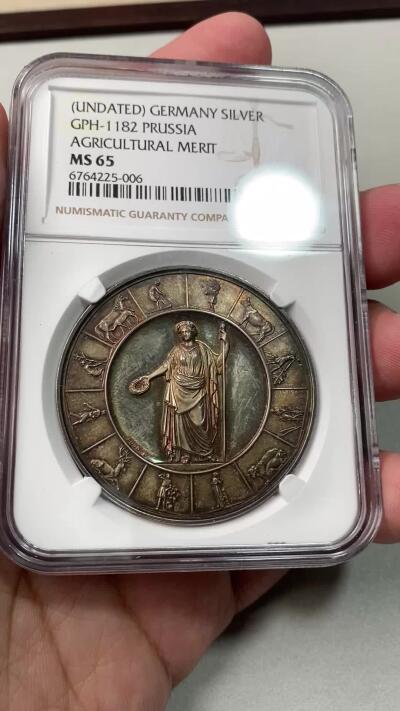 (UNDATED) GERMANY SILVER
GPH-1182 PRUSSIA
AGRICULTURAL MERIT
MS 65
6764225-006
NUMISMATIC GUARANTY COMPA